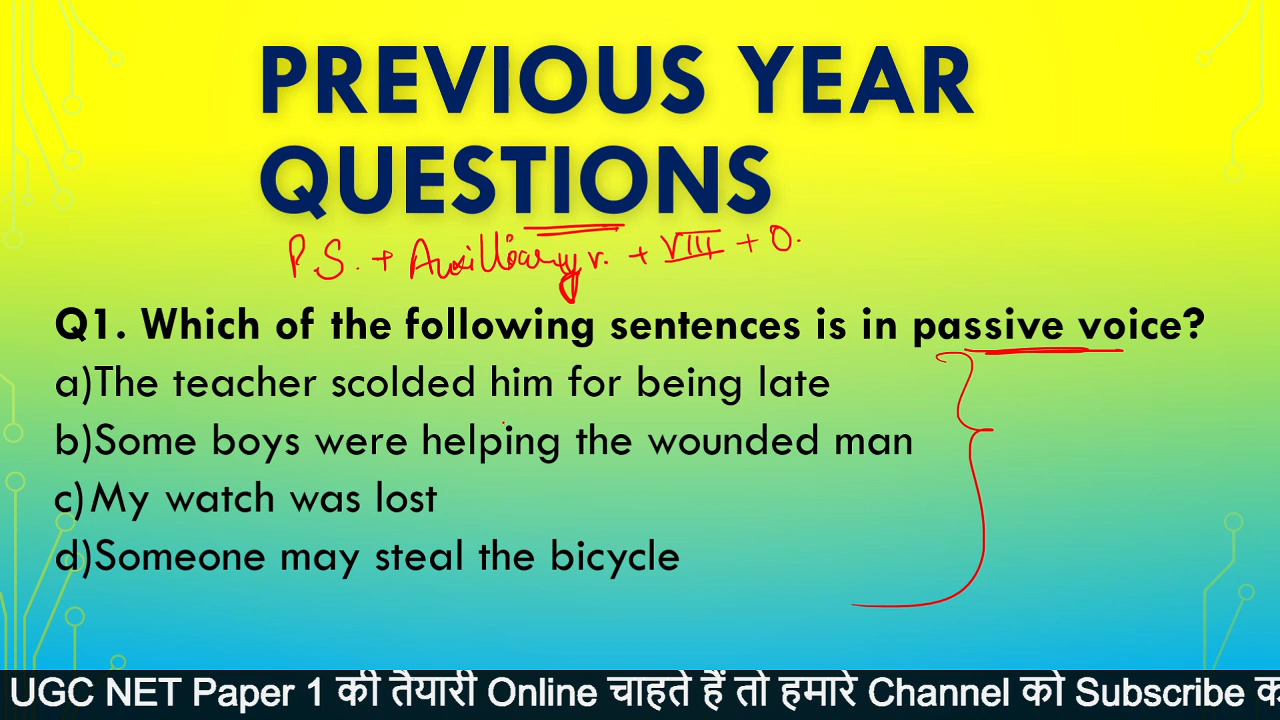 PREVIOUS YEAR
QUESTIONS
P.S. + Auxilliary v. + VIII + O.
Q1. Which of the following sentences is in passive voice?
a)The teacher scolded him for being late
b)Some boys were helping the wounded man
c)My watch was lost
d)Someone may steal the bicycle
UGC NET Paper 1 की तैयारी Online चाहते हैं तो हमारे Channel को Subscribe क